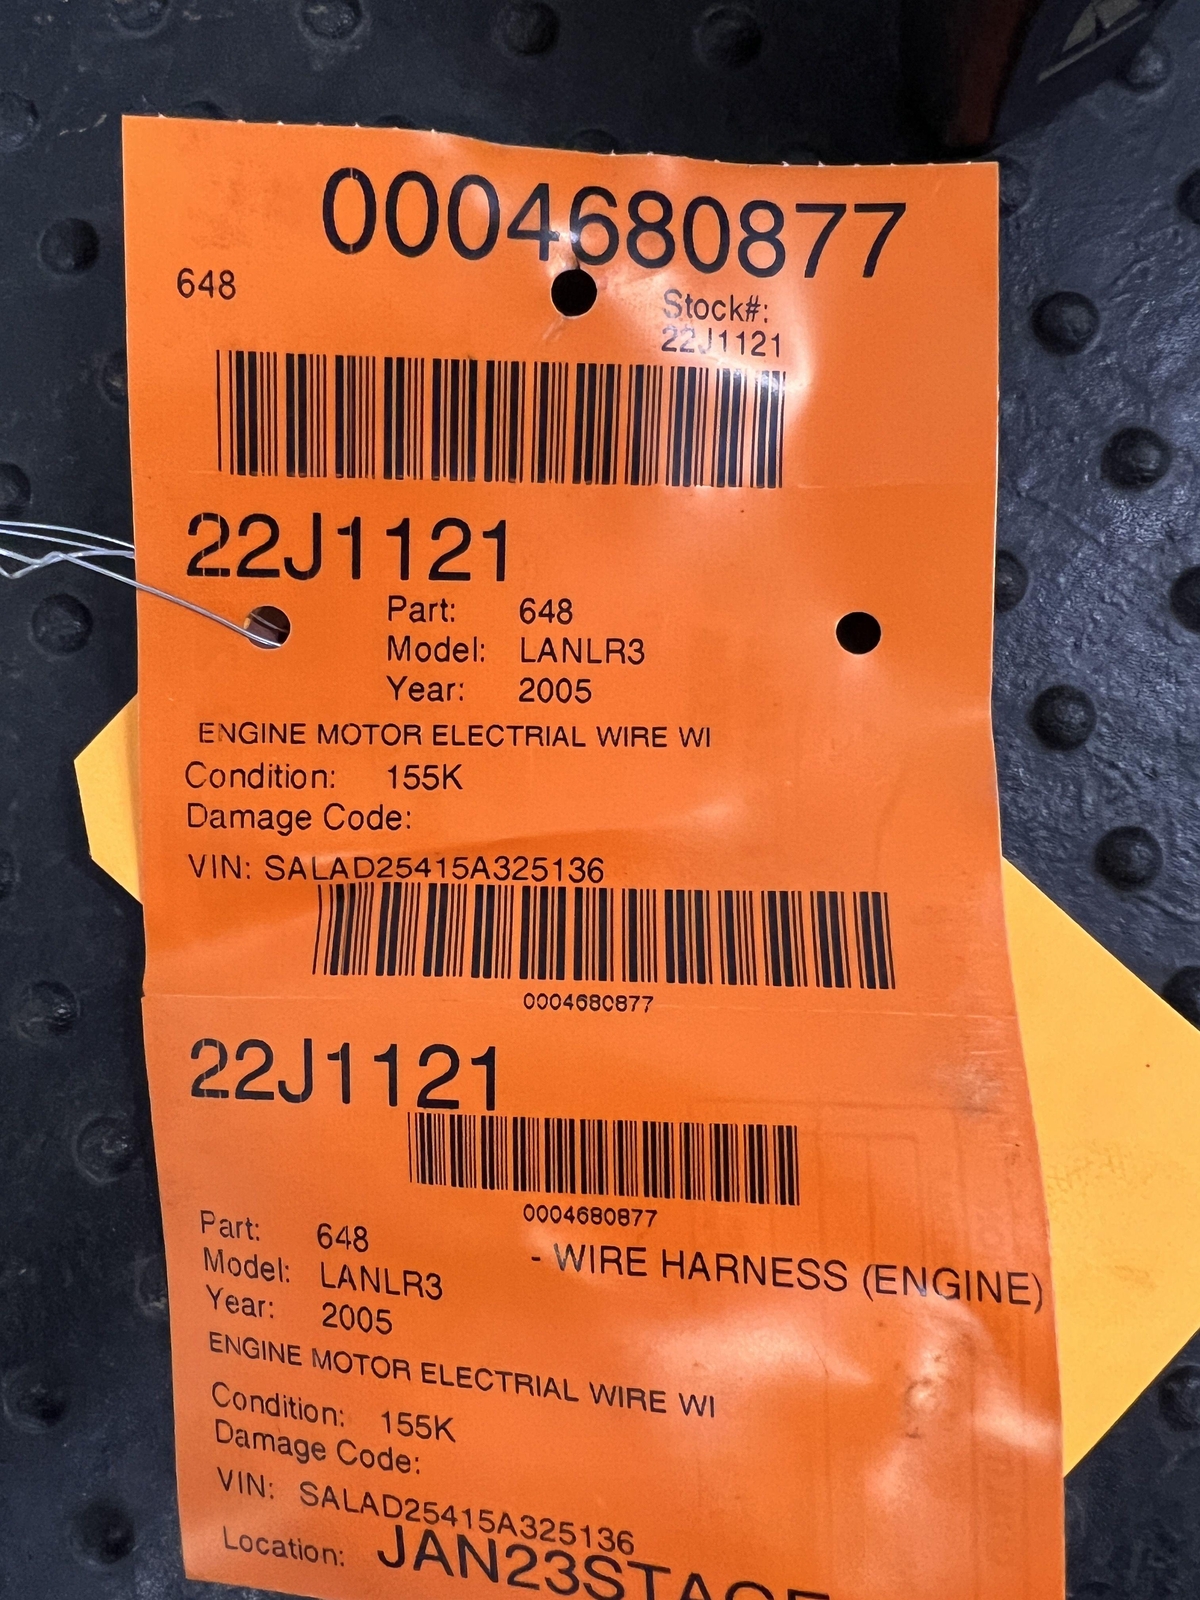 0004680877
648
Stock#:
22J1121
22J1121
Part: 648
Model: LANLR3
Year: 2005
ENGINE MOTOR ELECTRIAL WIRE WI
Condition: 155K
Damage Code:
VIN: SALAD25415A325136
0004680877
22J1121
0004680877
Part: 648
- WIRE HARNESS (ENGINE)
Model: LANLR3
Year: 2005
ENGINE MOTOR ELECTRIAL WIRE WI
Condition: 155K
Damage Code:
VIN: SALAD25415A325136
Location: JAN23STAGE